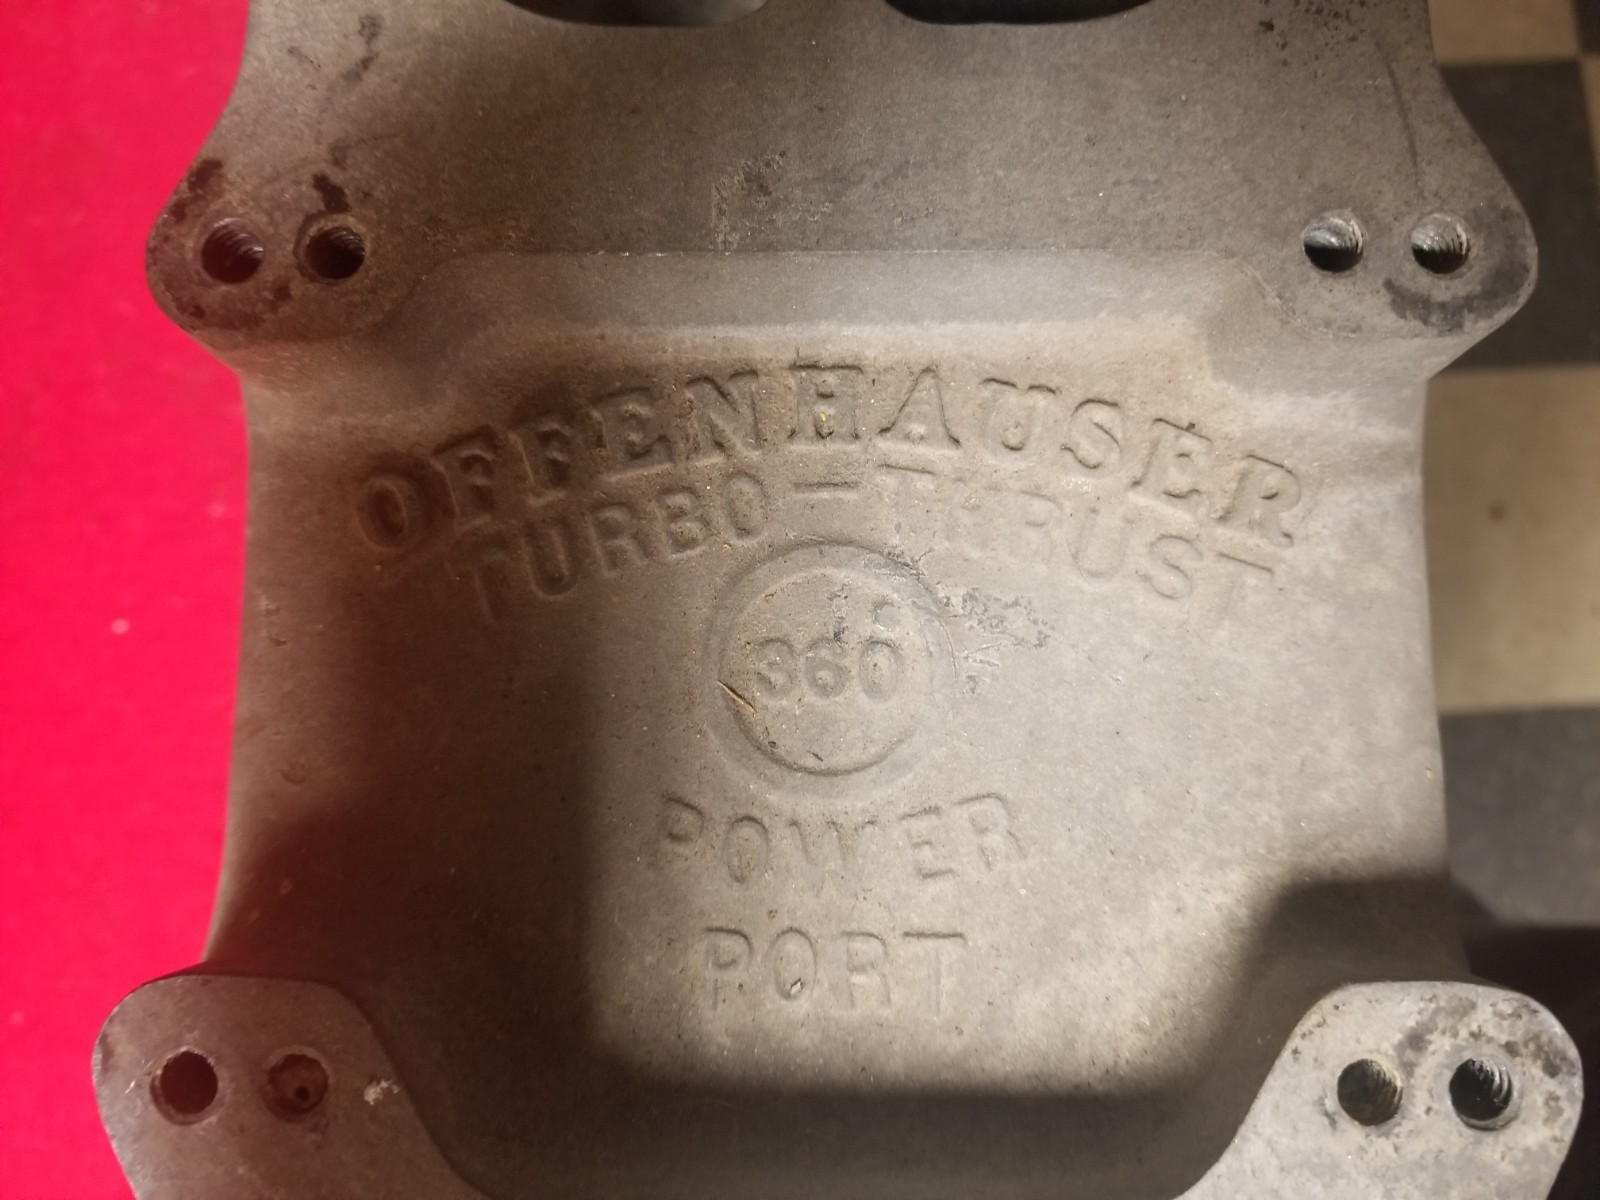 OFFENHAUSER
TURBO-THRUST
360
POWER
PORT